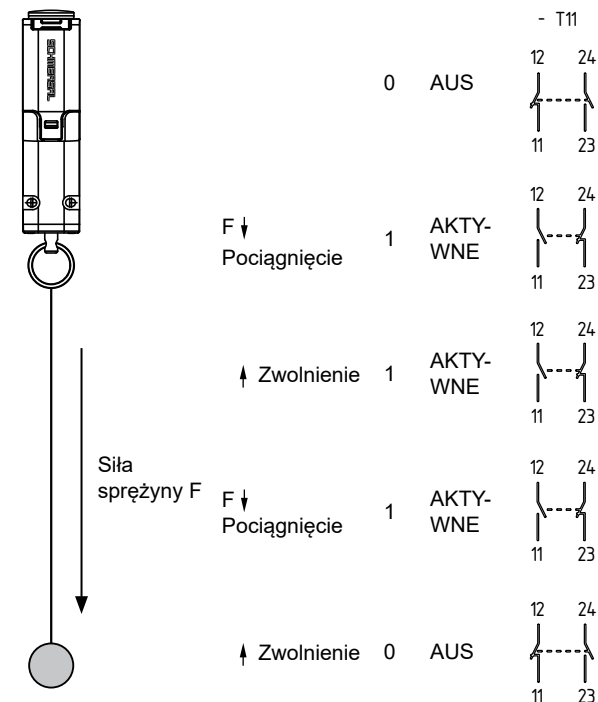 - T11
SCHMERSAL
12 24
0 AUS
11 23
12 24
F
Pociągnięcie
1
AKTY-
WNE
11 23
12 24
Zwolnienie 1
AKTY-
WNE
11 23
Siła
sprężyny F
12 24
F
Pociągnięcie
1
AKTY-
WNE
11 23
12 24
Zwolnienie 0 AUS
11 23